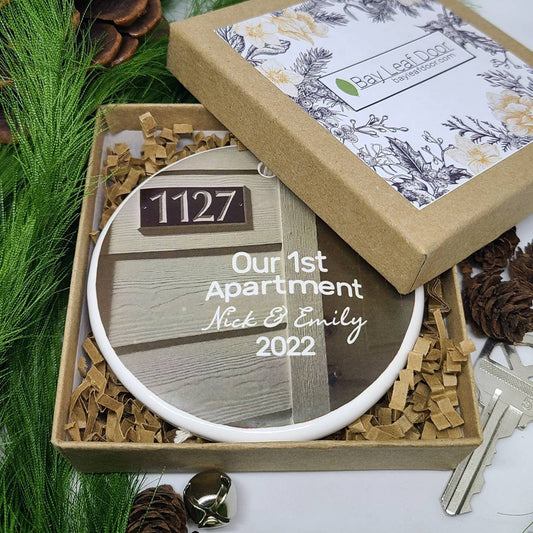 Bay Leaf Door
bayleafdoor.com
1127
Our 1st
Apartment
Nick & Emily
2022